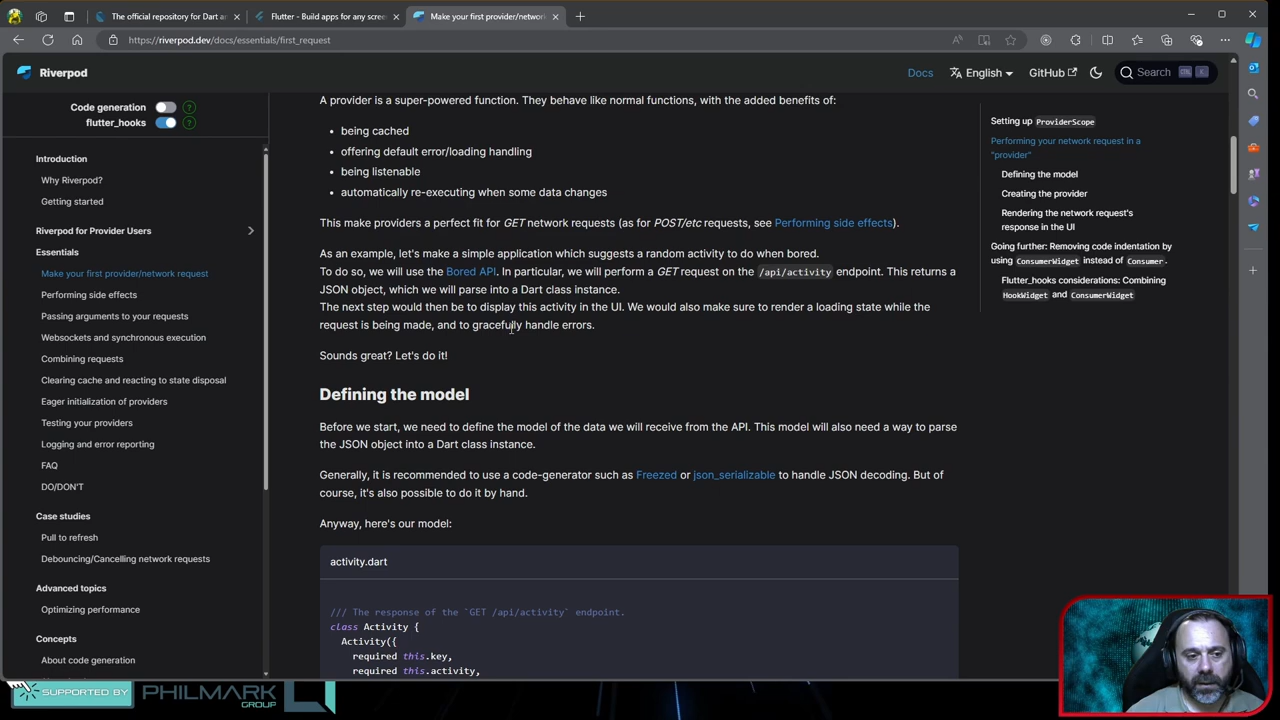 The official repository for Dart an
Flutter - Build apps for any scree
Make your first provider/network
https://riverpod.dev/docs/essentials/first_request
Riverpod
Docs
English
GitHub
Search
Code generation
flutter_hooks
Introduction
Why Riverpod?
Getting started
Riverpod for Provider Users
Essentials
Make your first provider/network request
Performing side effects
Passing arguments to your requests
Websockets and synchronous execution
Combining requests
Clearing cache and reacting to state disposal
Eager initialization of providers
Testing your providers
Logging and error reporting
FAQ
DO/DON'T
Case studies
Pull to refresh
Debouncing/Cancelling network requests
Advanced topics
Optimizing performance
Concepts
About code generation
A provider is a super-powered function. They behave like normal functions, with the added benefits of:
• being cached
• offering default error/loading handling
• being listenable
• automatically re-executing when some data changes
This make providers a perfect fit for GET network requests (as for POST/etc requests, see Performing side effects).
As an example, let's make a simple application which suggests a random activity to do when bored.
To do so, we will use the Bored API. In particular, we will perform a GET request on the /api/activity endpoint. This returns a
JSON object, which we will parse into a Dart class instance.
The next step would then be to display this activity in the UI. We would also make sure to render a loading state while the
request is being made, and to gracefully handle errors.
Sounds great? Let's do it!
Defining the model
Before we start, we need to define the model of the data we will receive from the API. This model will also need a way to parse
the JSON object into a Dart class instance.
Generally, it is recommended to use a code-generator such as Freezed or json_serializable to handle JSON decoding. But of
course, it's also possible to do it by hand.
Anyway, here's our model:
activity.dart
/// The response of the `GET /api/activity` endpoint.
class Activity {
Activity({
required this.key,
required this.activity,
Setting up ProviderScope
Performing your network request in a
"provider"
Defining the model
Creating the provider
Rendering the network request's
response in the UI
Going further: Removing code indentation by
using ConsumerWidget instead of Consumer.
Flutter_hooks considerations: Combining
HookWidget and ConsumerWidget
SUPPORTED BY
PHILMARK
GROUP